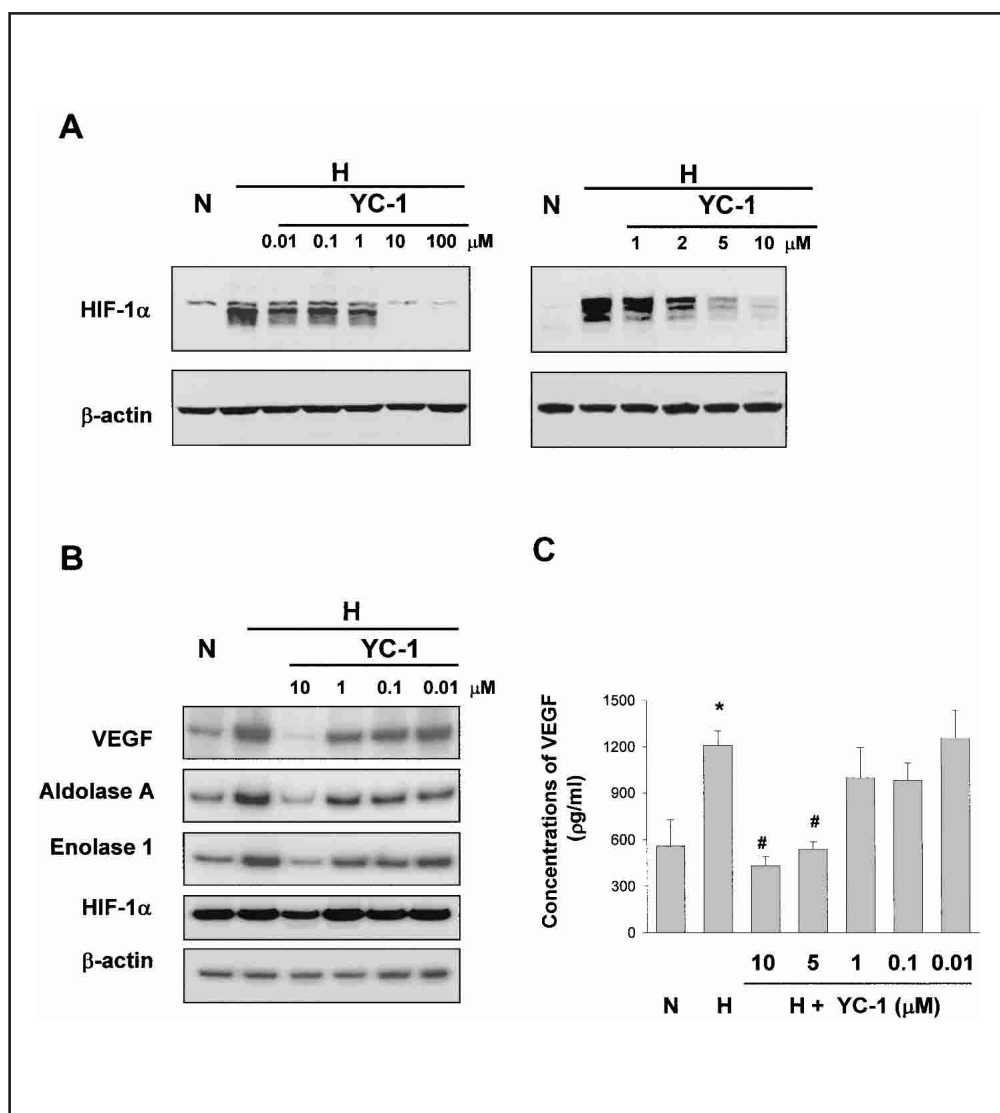 A
H
N
YC-1
0.01 0.1 1 10 100 μM
HIF-1α
β-actin
H
N
YC-1
1 2 5 10 μM
B
H
N
YC-1
10 1 0.1 0.01 μM
VEGF
Aldolase A
Enolase 1
HIF-1α
β-actin
C
Concentrations of VEGF
(ρg/ml)
1500
1200
900
600
300
0
*
#
#
10 5 1 0.1 0.01
N H H + YC-1 (μM)